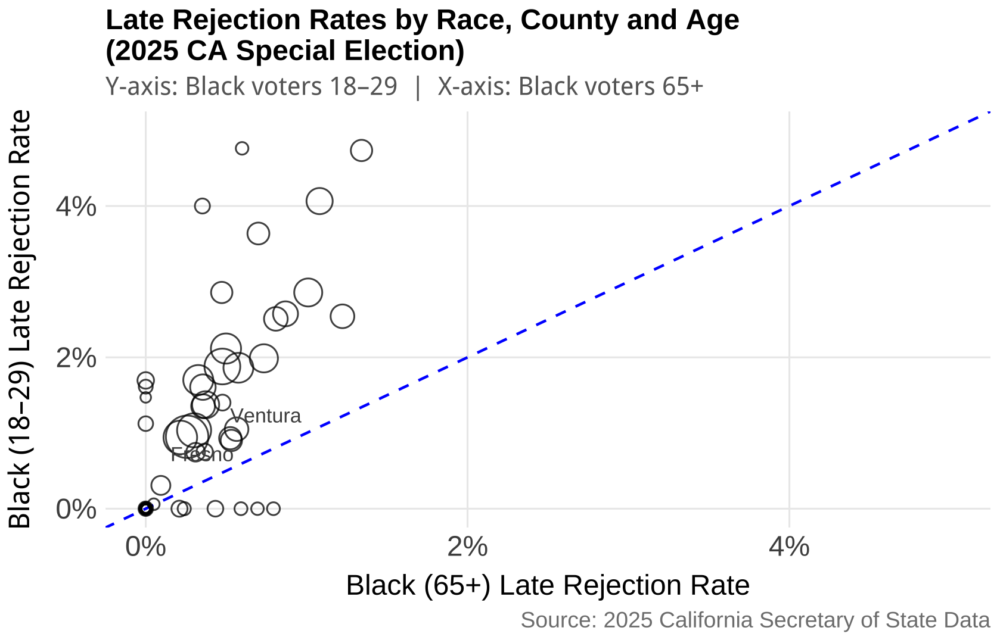 Late Rejection Rates by Race, County and Age
(2025 CA Special Election)
Y-axis: Black voters 18–29 | X-axis: Black voters 65+
Black (18–29) Late Rejection Rate
4%
2%
0%
Ventura
Fresno
0%
2%
4%
Black (65+) Late Rejection Rate
Source: 2025 California Secretary of State Data